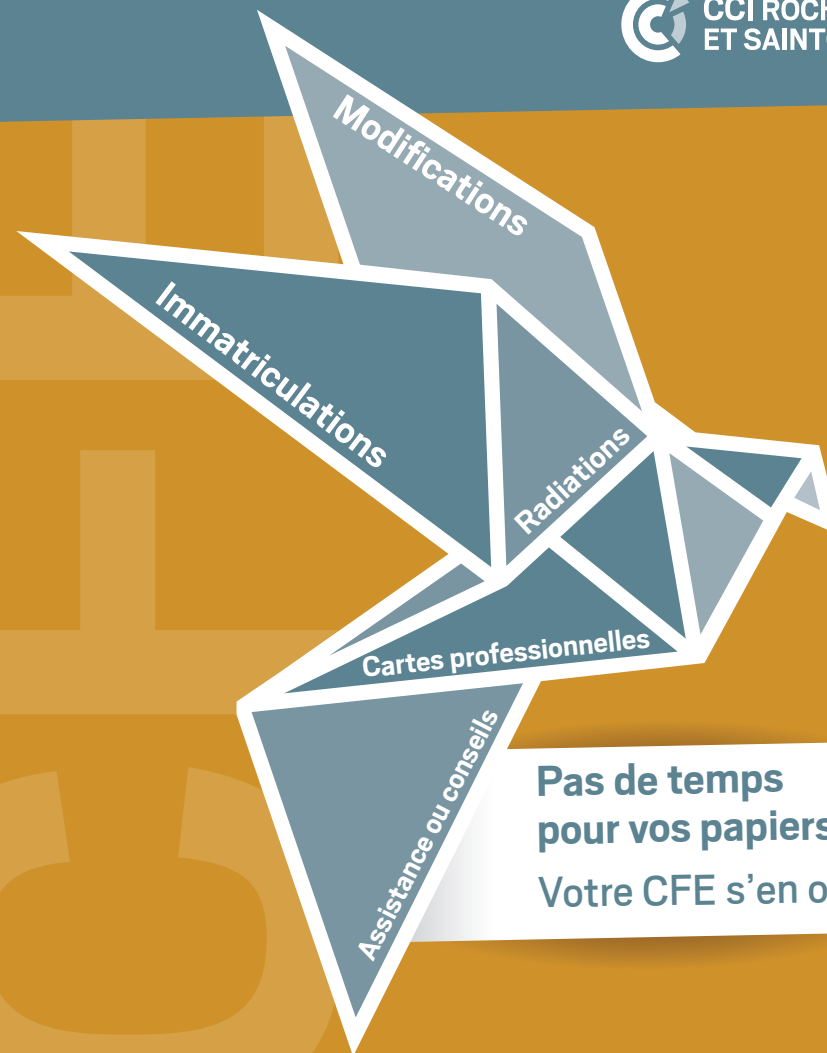 CCI ROCH
ET SAINT
Modifications
Immatriculations
Radiations
Cartes professionnelles
Assistance ou conseils
Pas de temps
pour vos papiers
Votre CFE s’en o